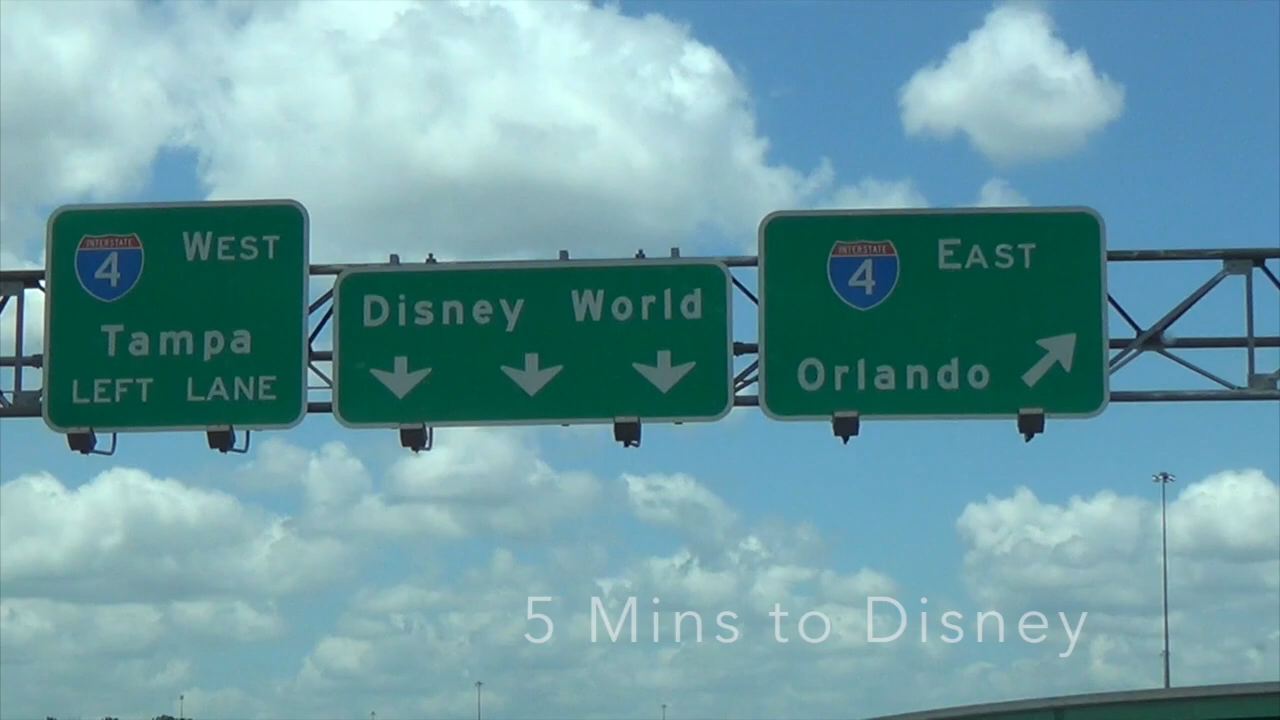 INTERSTATE
4
WEST
Tampa
LEFT LANE
Disney World
INTERSTATE
4
EAST
Orlando
5 Mins to Disney